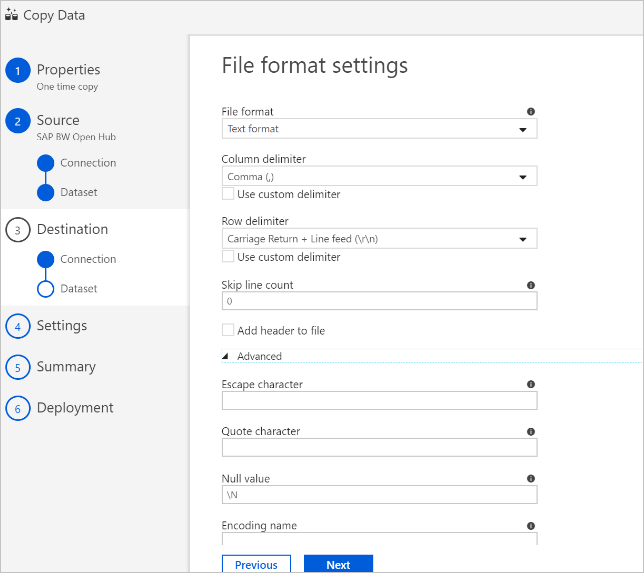 Copy Data
1 Properties
One time copy
2 Source
SAP BW Open Hub
Connection
Dataset
3 Destination
Connection
Dataset
4 Settings
5 Summary
6 Deployment
File format settings
File format
Text format
Column delimiter
Comma (,)
Use custom delimiter
Row delimiter
Carriage Return + Line feed (\r\n)
Use custom delimiter
Skip line count
0
Add header to file
Advanced
Escape character
Quote character
Null value
\N
Encoding name
Previous Next